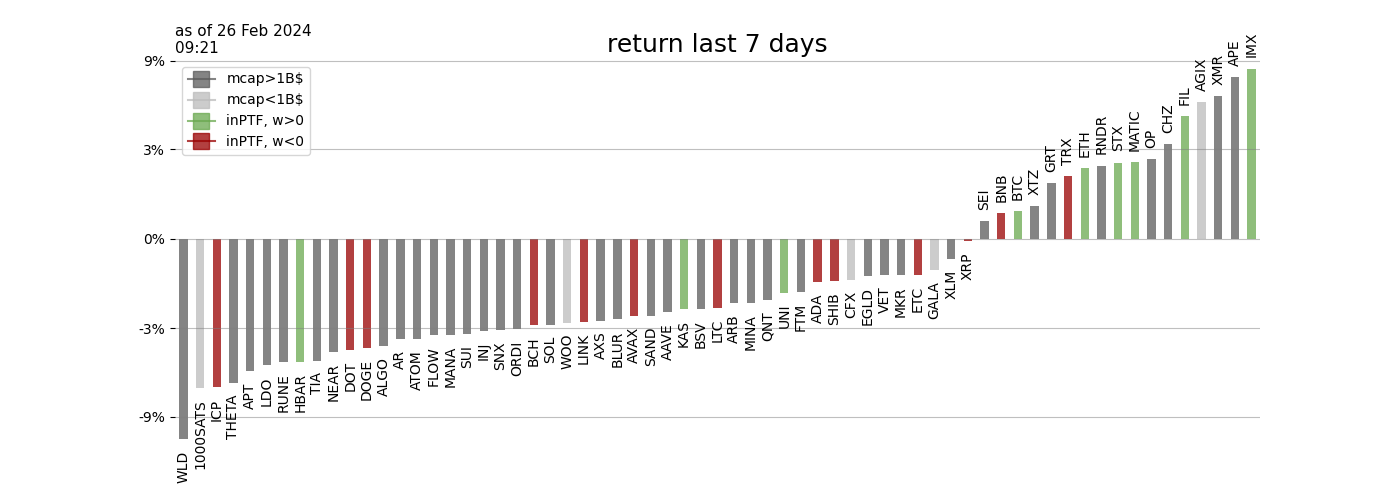 as of 26 Feb 2024
09:21
return last 7 days
mcap>1B$
mcap<1B$
inPTF, w>0
inPTF, w<0
9%
3%
0%
-3%
-9%
WLD
1000SATS
ICP
THETA
APT
LDO
RUNE
HBAR
TIA
NEAR
DOT
DOGE
ALGO
AR
ATOM
FLOW
MANA
SUI
INJ
SNX
ORDI
BCH
SOL
WOO
LINK
AXS
BLUR
AVAX
SAND
AAVE
KAS
BSV
LTC
ARB
MINA
QNT
UNI
FTM
ADA
SHIB
CFX
EGLD
VET
MKR
ETC
GALA
XLM
XRP
SEI
BNB
BTC
XTZ
GRT
TRX
ETH
RNDR
STX
MATIC
OP
CHZ
FIL
AGIX
XMR
APE
IMX